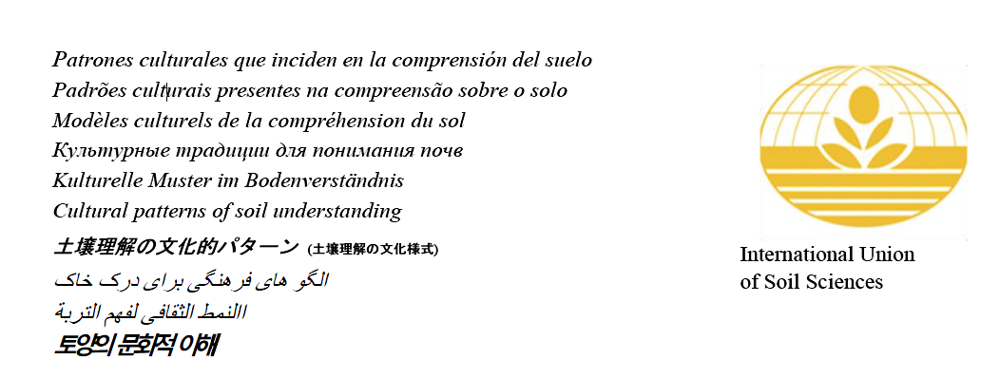 Patrones culturales que inciden en la comprensión del suelo
Padrões culturais presentes na compreensão sobre o solo
Modèles culturels de la compréhension du sol
Культурные традиции для понимания почв
Kulturelle Muster im Bodenverständnis
Cultural patterns of soil understanding
土壌理解の文化的パターン (土壌理解の文化様式)
الگو های فرهنگی برای درک خاک
االنمط الثقافي لفهم التربة
토양의 문화적 이해
International Union
of Soil Sciences